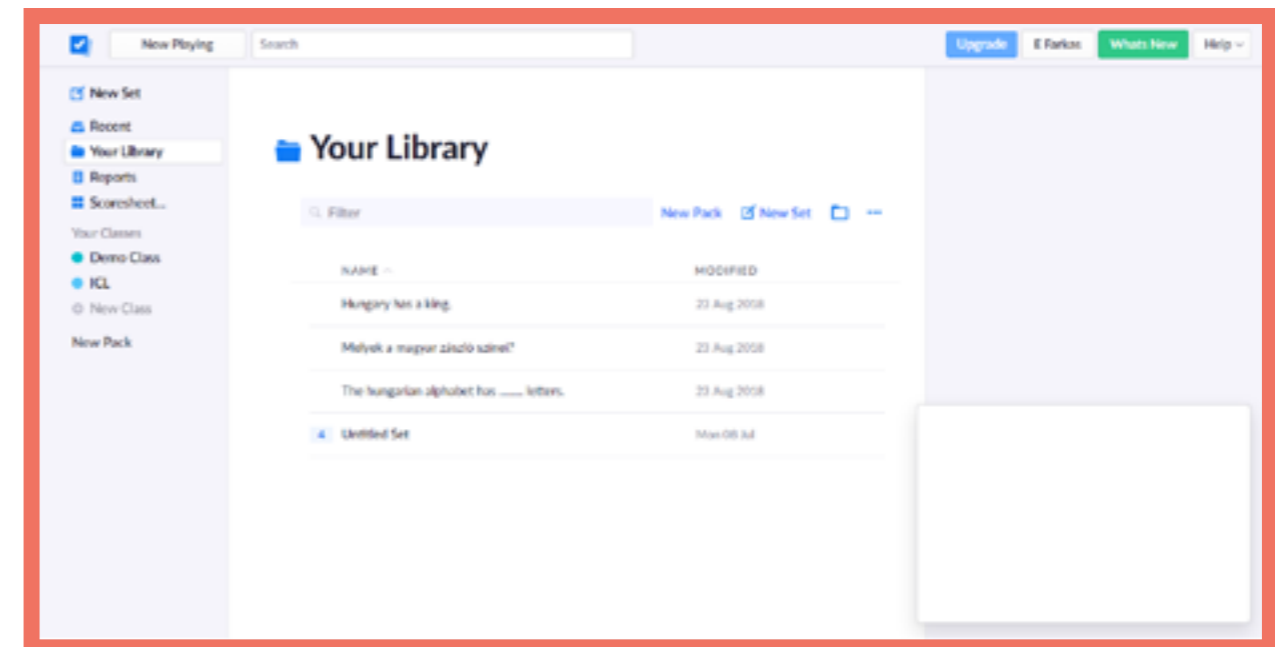 Now Playing
Search
Upgrade
E Farkas
Whats New
Help
New Set
Recent
Your Library
Reports
Scoresheet...
Your Classes
Demo Class
ICL
New Class
New Pack
Your Library
Filter
New Pack
New Set
...
NAME
MODIFIED
Hungary has a king.
23 Aug 2018
Melyek a magyar zászló színei?
23 Aug 2018
The hungarian alphabet has ____ letters.
23 Aug 2018
4
Untitled Set
Mon 08 Jul